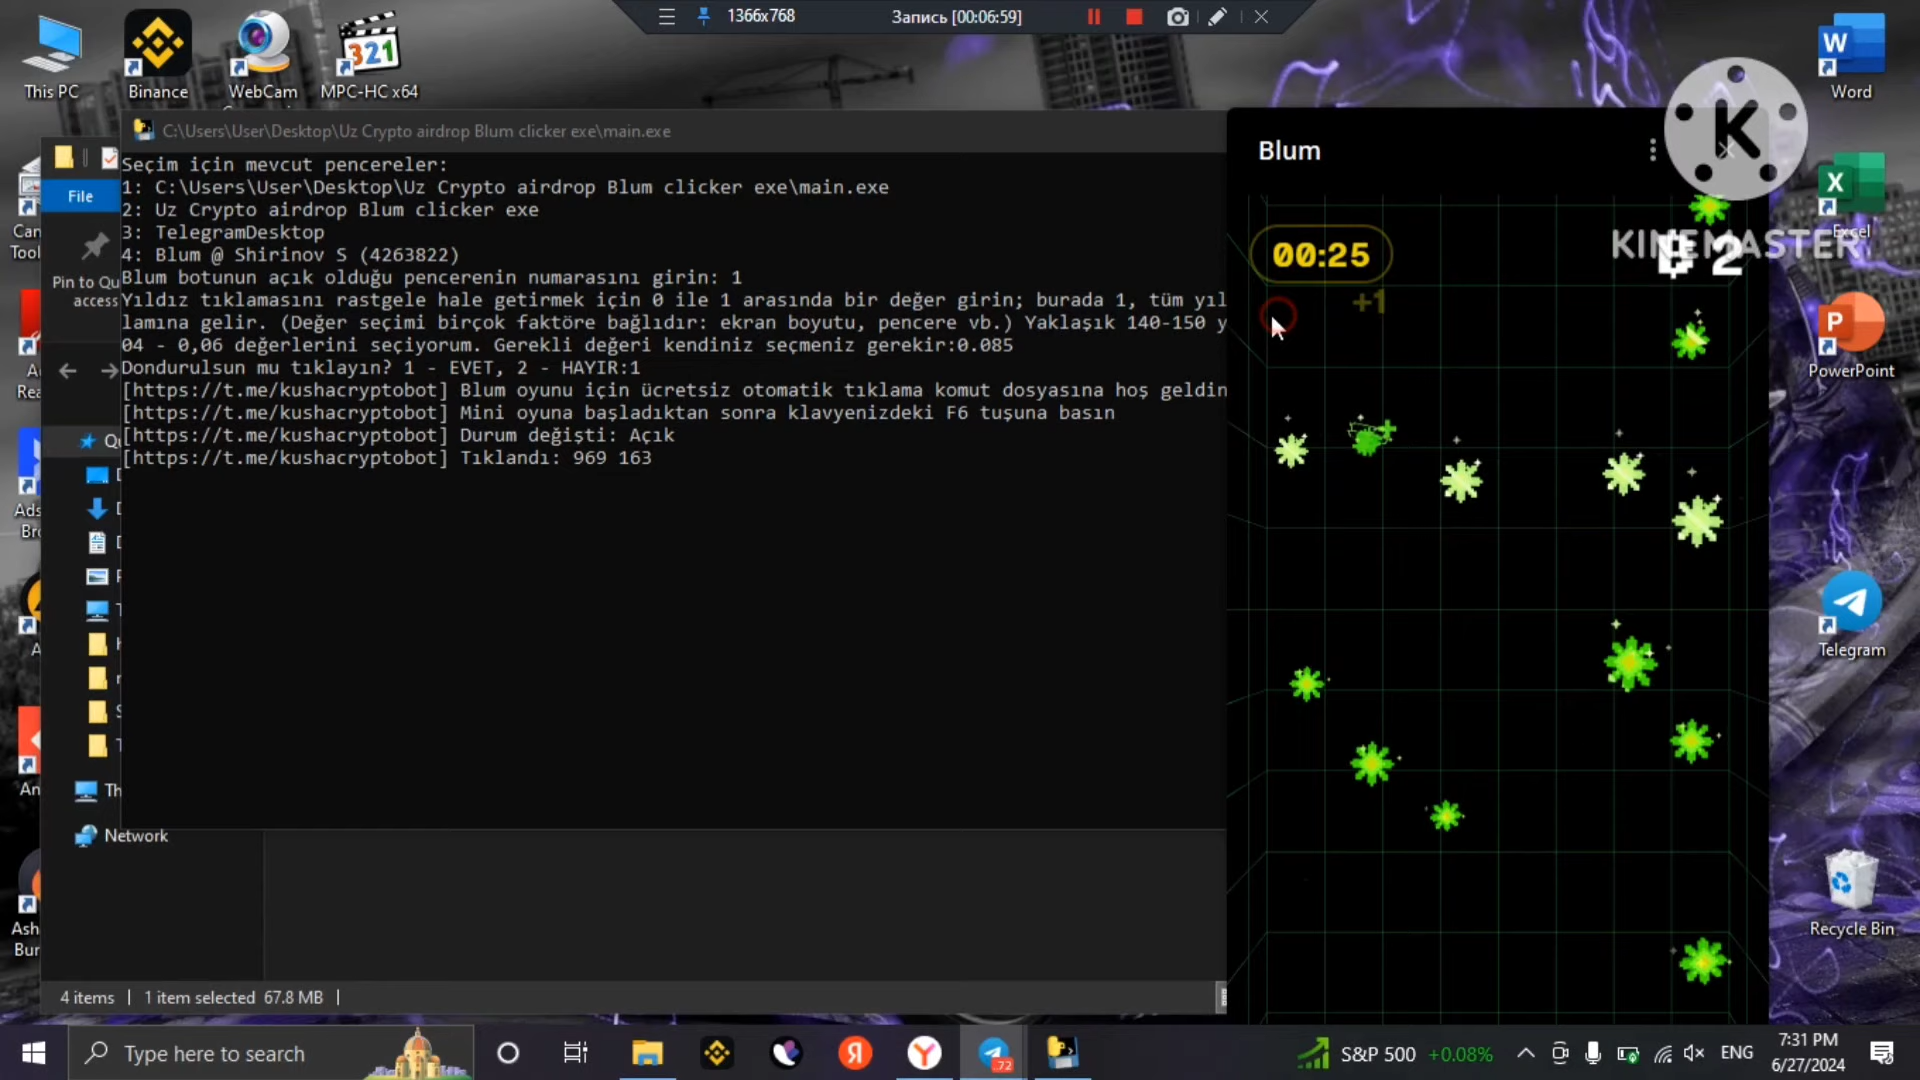 1366x768
Запись [00:06:59]
This PC
Binance
WebCam
MPC-HC x64
321
Word
C:\Users\User\Desktop\Uz Crypto airdrop Blum clicker exe\main.exe
Seçim için mevcut pencereler:
1: C:\Users\User\Desktop\Uz Crypto airdrop Blum clicker exe\main.exe
2: Uz Crypto airdrop Blum clicker exe
3: TelegramDesktop
4: Blum @ Shirinov S (4263822)
Blum botunun açık olduğu pencerenin numarasını girin: 1
Yıldız tıklamasını rastgele hale getirmek için 0 ile 1 arasında bir değer girin; burada 1, tüm yıl
lamına gelir. (Değer seçimi birçok faktöre bağlıdır: ekran boyutu, pencere vb.) Yaklaşık 140-150 y
04 - 0,06 değerlerini seçiyorum. Gerekli değeri kendiniz seçmeniz gerekir:0.085
Dondurulsun mu tıklayın? 1 - EVET, 2 - HAYIR:1
[https://t.me/kushacryptobot] Blum oyunu için ücretsiz otomatik tıklama komut dosyasına hoş geldin
[https://t.me/kushacryptobot] Mini oyuna başladıktan sonra klavyenizdeki F6 tuşuna basın
[https://t.me/kushacryptobot] Durum değişti: Açık
[https://t.me/kushacryptobot] Tıklandı: 969 163
File
Pin to Qu
access
Network
4 items
1 item selected 67.8 MB
Blum
00:25
+1
2
K
KINEMASTER
Excel
PowerPoint
Telegram
Recycle Bin
Type here to search
72
S&P 500 +0.08%
ENG
7:31 PM
6/27/2024